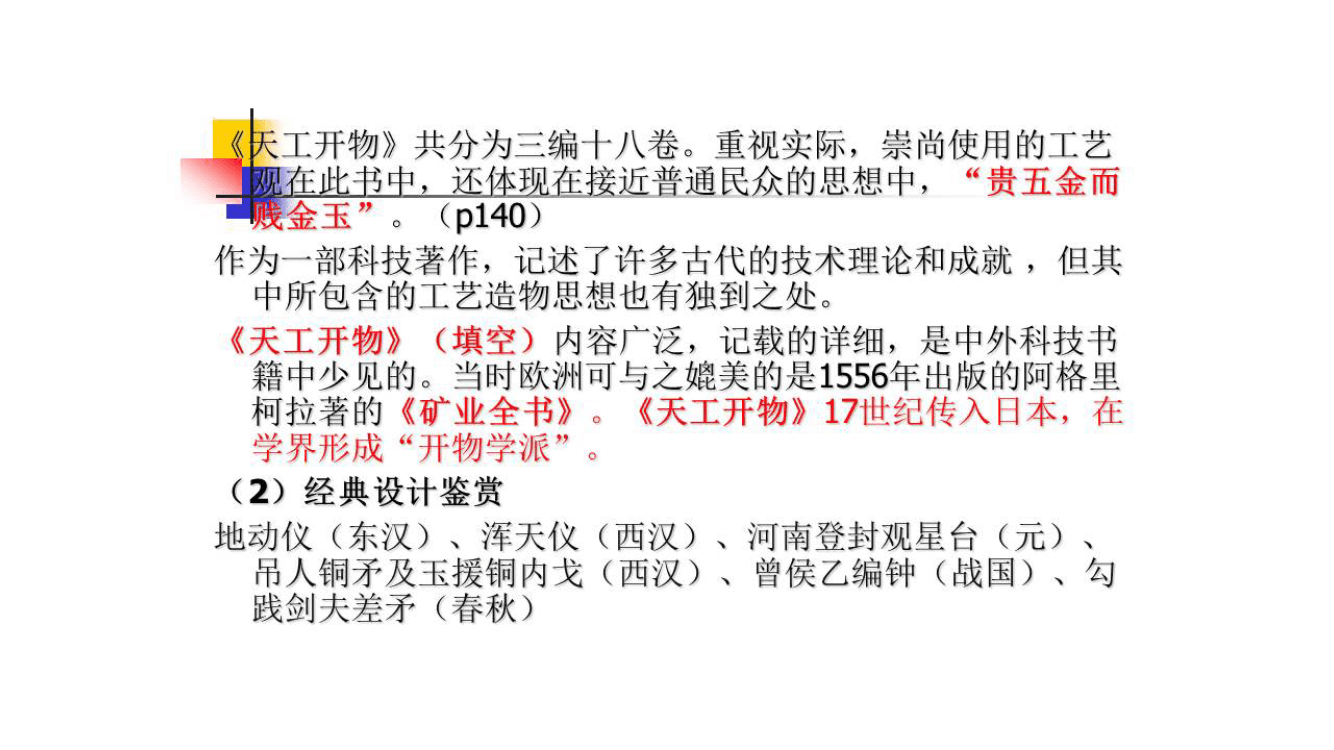 《天工开物》共分为三编十八卷。重视实际，崇尚使用的工艺
观在此书中，还体现在接近普通民众的思想中，“贵五金而
贱金玉”。（p140）
作为一部科技著作，记述了许多古代的技术理论和成就 ，但其
中所包含的工艺造物思想也有独到之处。
《天工开物》（填空）内容广泛，记载的详细，是中外科技书
籍中少见的。当时欧洲可与之媲美的是1556年出版的阿格里
柯拉著的《矿业全书》。《天工开物》17世纪传入日本，在
学界形成“开物学派”。
（2）经典设计鉴赏
地动仪（东汉）、浑天仪（西汉）、河南登封观星台（元）、
吊人铜矛及玉援铜内戈（西汉）、曾侯乙编钟（战国）、勾
践剑夫差矛（春秋）